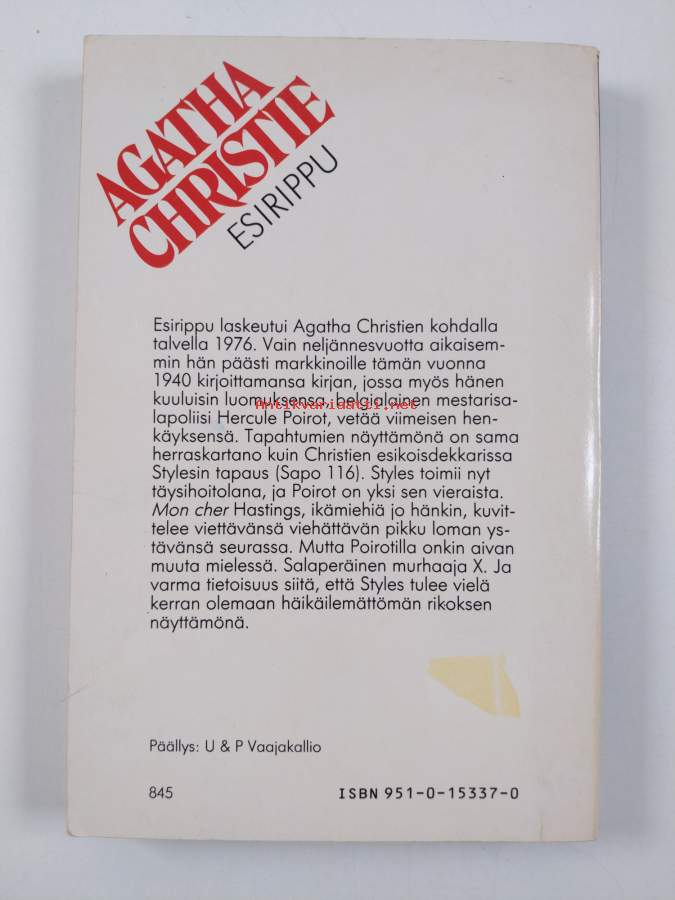 AGATHA
CHRISTIE
ESIRIPPU
Esirippu laskeutui Agatha Christien kohdalla
talvella 1976. Vain neljännesvuotta aikaisem-
min hän päästi markkinoille tämän vuonna
1940 kirjoittamansa kirjan, jossa myös hänen
kuuluisin luomuksensa, belgialainen mestarisa-
Antikvariaatti.net
lapoliisi Hercule Poirot, vetää viimeisen hen-
käyksensä. Tapahtumien näyttämönä on sama
herraskartano kuin Christien esikoisdekkarissa
Stylesin tapaus (Sapo 116). Styles toimii nyt
täysihoitolana, ja Poirot on yksi sen vieraista.
Mon cher Hastings, ikämiehiä jo hänkin, kuvit-
telee viettävänsä viehättävän pikku loman ys-
tävänsä seurassa. Mutta Poirotilla onkin aivan
muuta mielessä. Salaperäinen murhaaja X. Ja
varma tietoisuus siitä, että Styles tulee vielä
kerran olemaan häikäilemättömän rikoksen
näyttämönä.
Päällys: U & P Vaajakallio
845 ISBN 951-0-15337-0